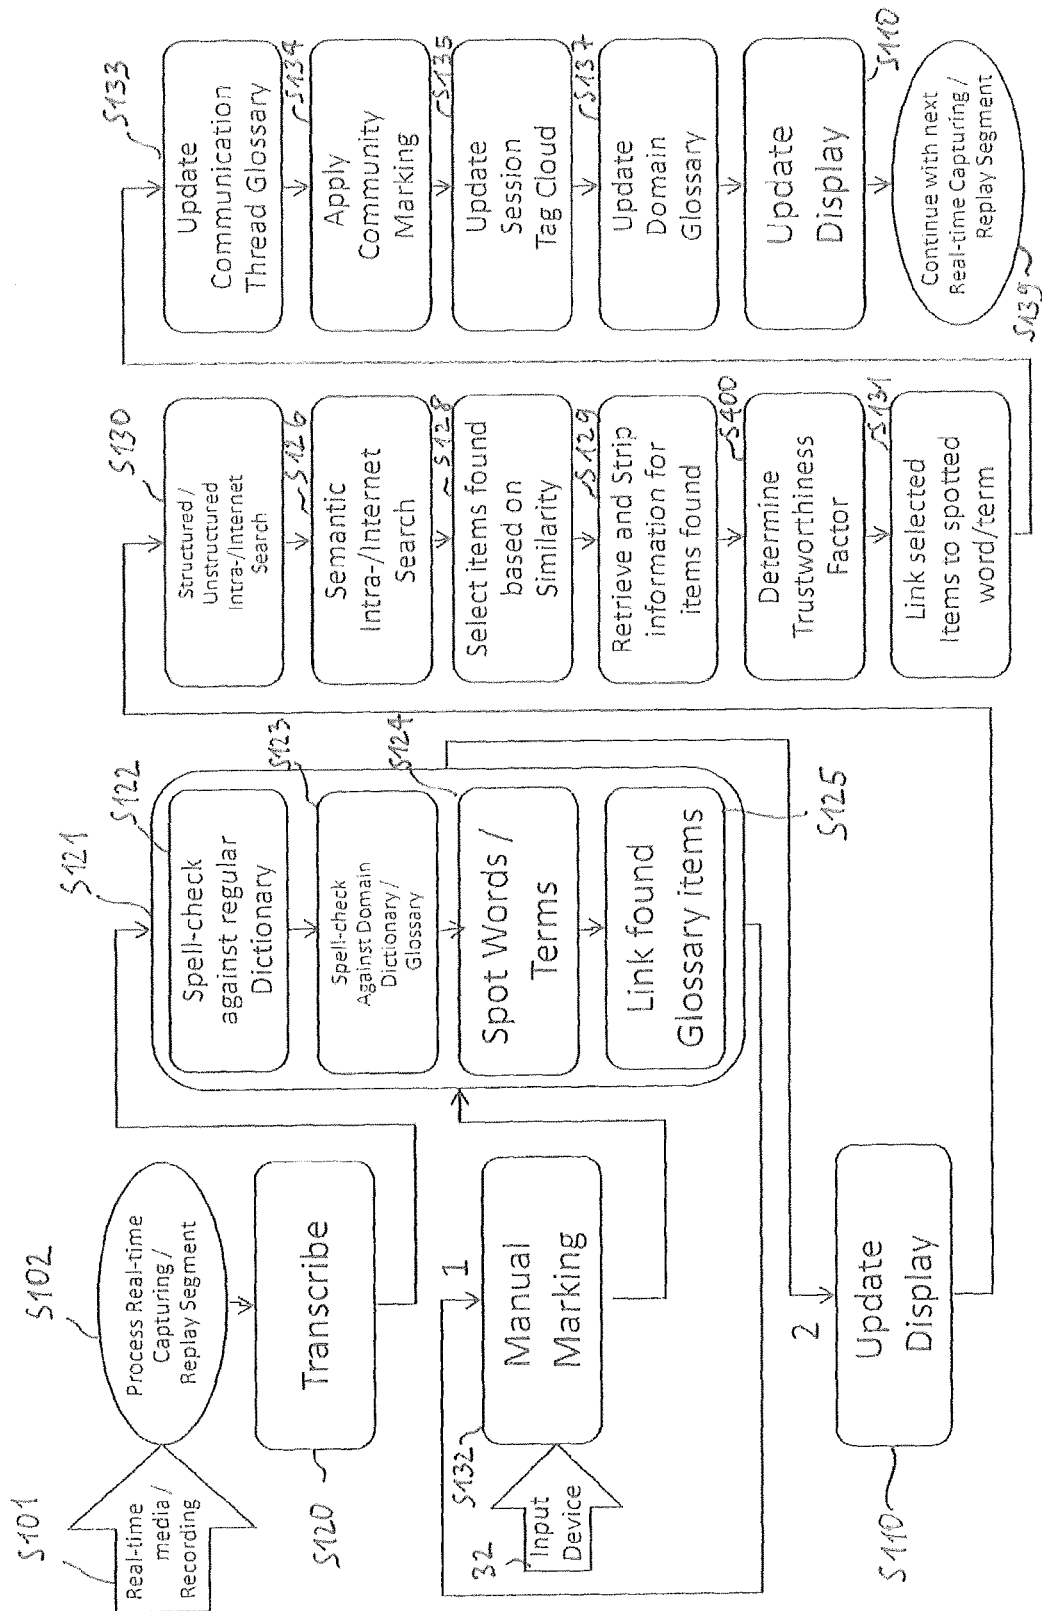 S101
Real-time
media /
Recording
S102
Process Real-time
Capturing /
Replay Segment
Transcribe
S120
32
Input
Device
S132
1
Manual
Marking
2
Update
Display
S110
S121
S122
Spell-check
against regular
Dictionary
S123
Spell-check
Against Domain
Dictionary /
Glossary
S124
Spot Words /
Terms
Link found
Glossary items
S125
S130
Structured /
Unstructured
Intra-/Internet
Search
S126
Semantic
Intra-/Internet
Search
S128
Select items found
based on
Similarity
S129
Retrieve and Strip
information for
items found
S400
Determine
Trustworthiness
Factor
S131
Link selected
Items to spotted
word/term
S133
Update
Communication
Thread Glossary
S134
Apply
Community
Marking
S135
Update
Session
Tag Cloud
S137
Update
Domain
Glossary
S110
Update
Display
Continue with next
Real-time Capturing /
Replay Segment
S139